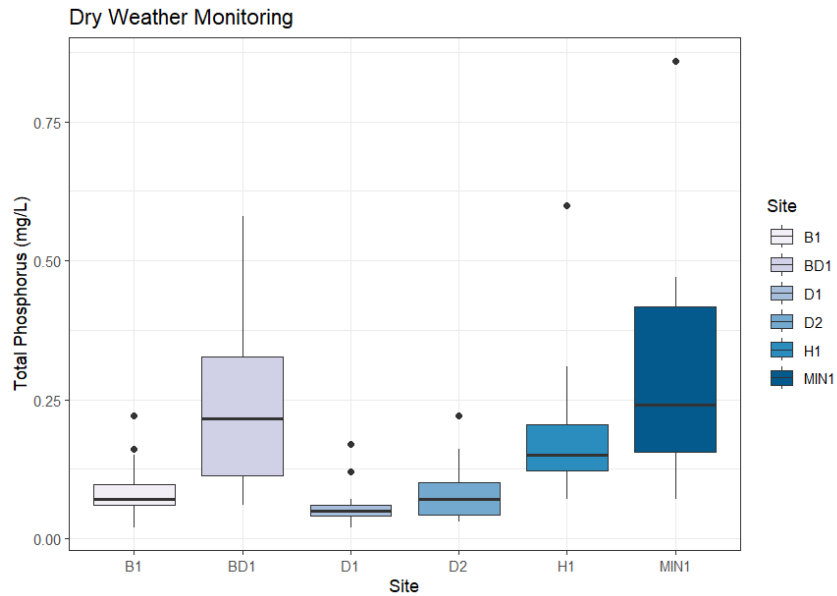 Dry Weather Monitoring
Total Phosphorus (mg/L)
0.75
0.50
0.25
0.00
B1 BD1 D1 D2 H1 MIN1
Site
Site
B1
BD1
D1
D2
H1
MIN1